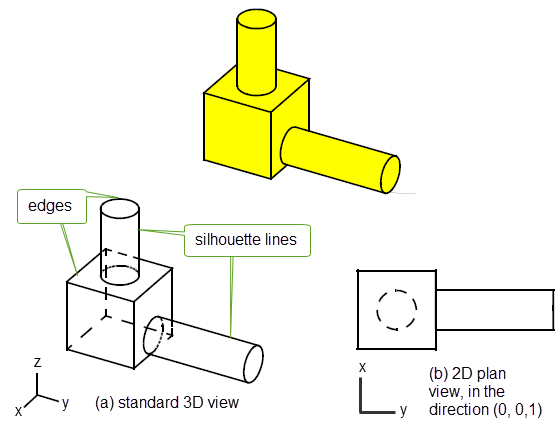 edges
silhouette lines
z
x
y
(a) standard 3D view
x
y
(b) 2D plan
view, in the
direction (0, 0,1)